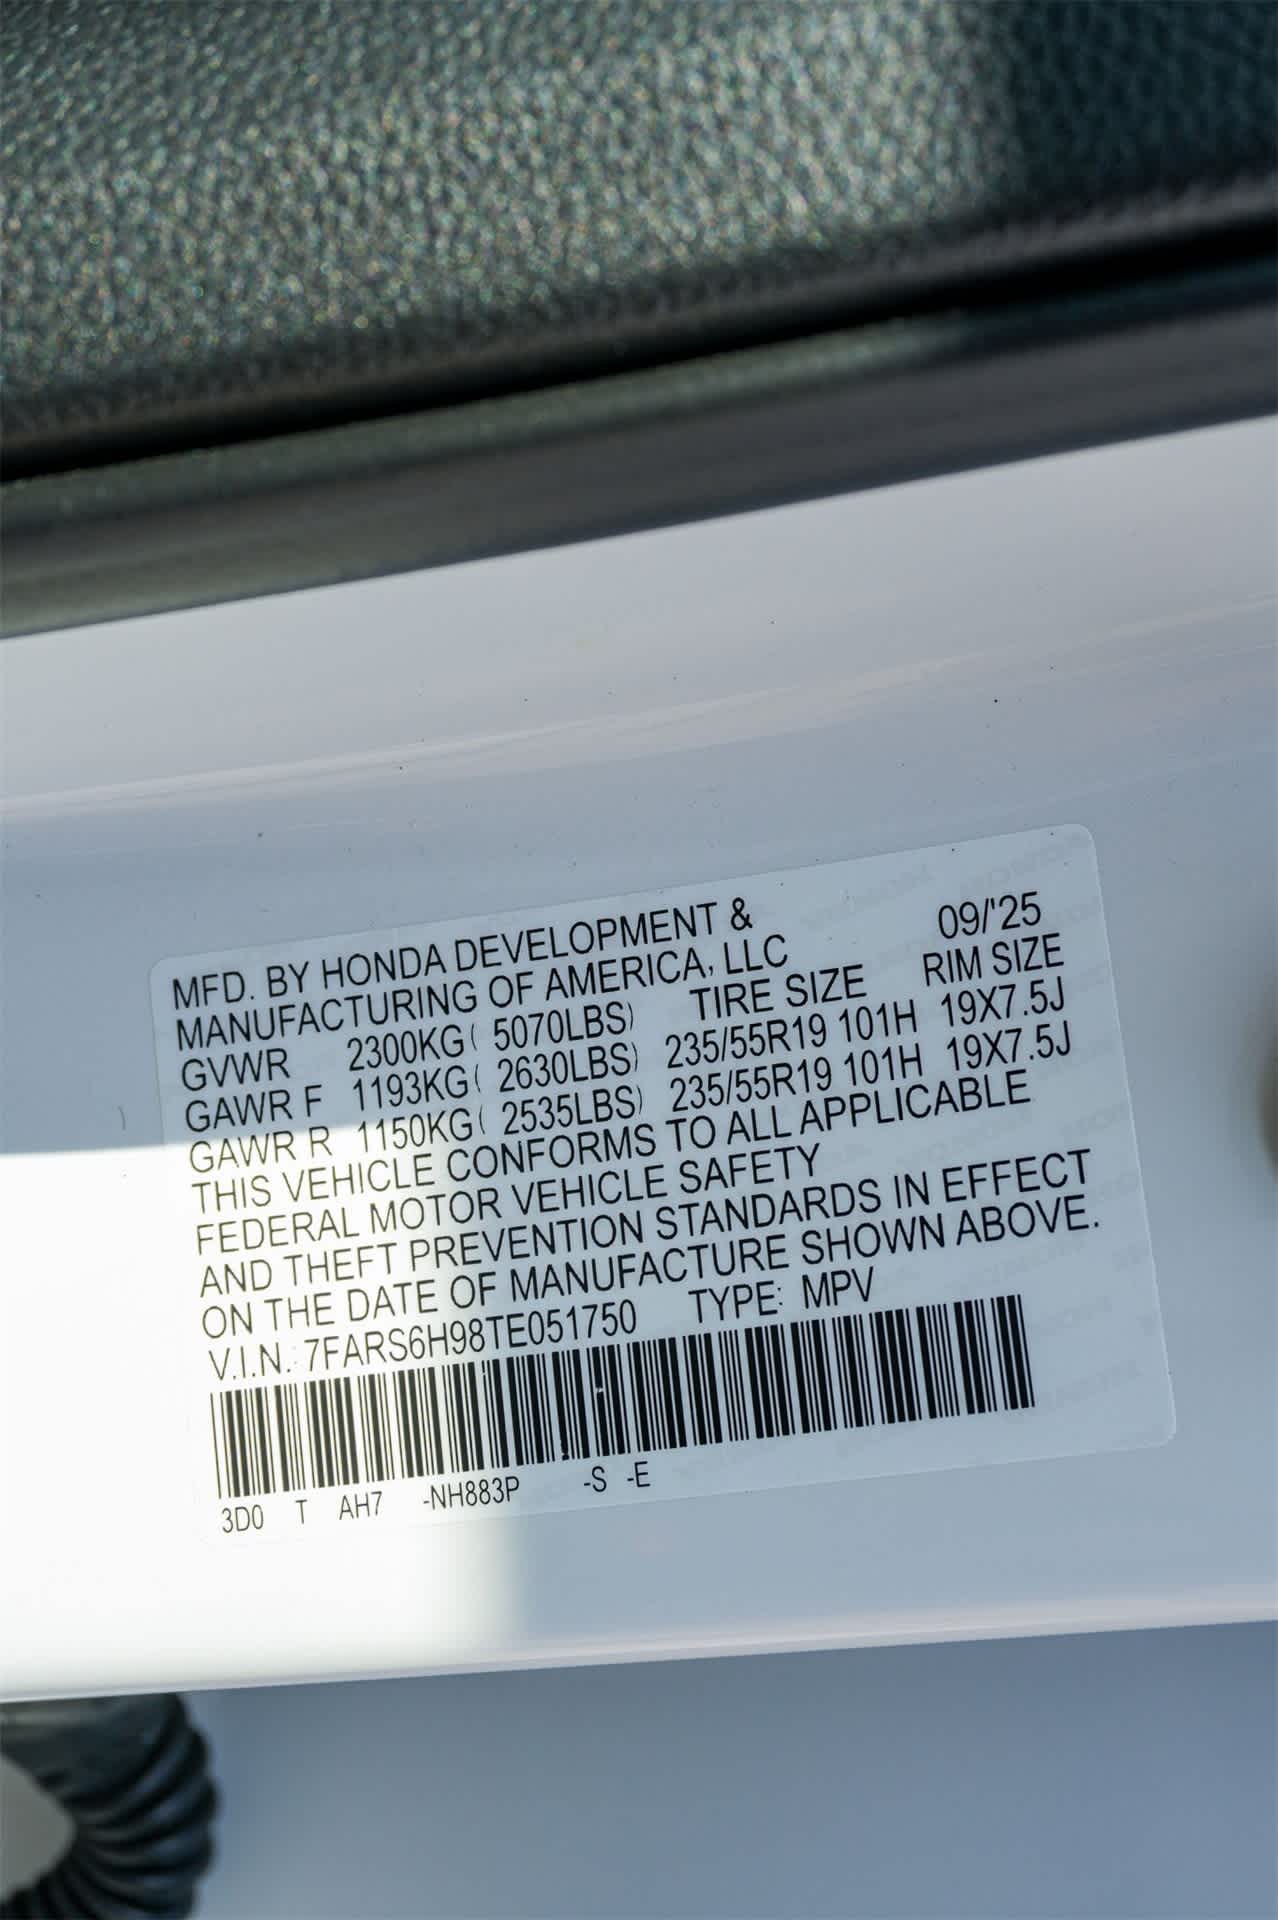 MFD. BY HONDA DEVELOPMENT & 09/'25
MANUFACTURING OF AMERICA, LLC
GVWR 2300KG( 5070LBS) TIRE SIZE RIM SIZE
GAWR F 1193KG( 2630LBS) 235/55R19 101H 19X7.5J
GAWR R 1150KG( 2535LBS) 235/55R19 101H 19X7.5J
THIS VEHICLE CONFORMS TO ALL APPLICABLE
FEDERAL MOTOR VEHICLE SAFETY
AND THEFT PREVENTION STANDARDS IN EFFECT
ON THE DATE OF MANUFACTURE SHOWN ABOVE.
V.I.N.: 7FARS6H98TE051750 TYPE: MPV
3D0 T AH7 -NH883P -S -E